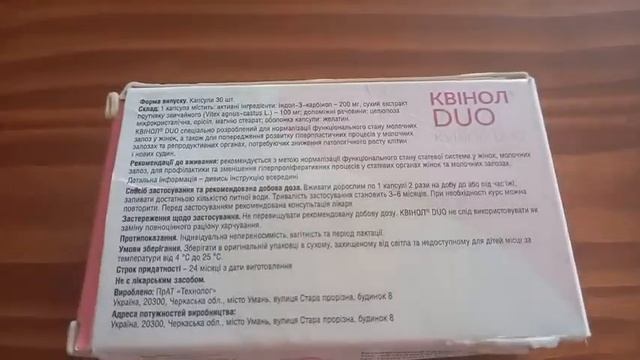 Форма випуску. Капсули 30 шт.
Склад: 1 капсула містить: активні інгредієнти: індол-3-карбінол – 200 мг, сухий екстракт
прутняку звичайного (Vitex agnus-castus L.) – 100 мг; допоміжні речовини: целюлоза
мікрокристалічна, орісіл, магнію стеарат; оболонка капсули: желатин.
КВІНОЛ® DUO спеціально розроблений для нормалізації функціонального стану молочних
залоз у жінок, а також для попередження розвитку гіперпластичних процесів у молочних
залозах та репродуктивних органах, потребуючих зниження патологічного росту клітин
і нових судин.
Рекомендації до вживання: рекомендується з метою нормалізації функціонального стану статевої системи у жінок, молочних
залоз, для профілактики та зменшення гіперпроліферативних процесів у статевих органах жінок та молочних залозах.
Детальна інформація – дивись інструкцію всередині
Спосіб застосування та рекомендована добова доза. Вживати дорослим по 1 капсулі 2 рази на добу до або під час їжі,
запивати достатньою кількістю питної води. Тривалість застосування становить 3–6 місяців. При необхідності курс можна
повторити. Перед застосуванням рекомендована консультація лікаря
Застереження щодо застосування. Не перевищувати рекомендовану добову дозу. КВІНОЛ® DUO не слід використовувати як
заміну повноцінного раціону харчування.
Протипоказання. Індивідуальна непереносимість, вагітність та період лактації.
Умови зберігання. Зберігати в оригінальній упаковці в сухому, захищеному від світла та недоступному для дітей місці за
температури від 4 °C до 25 °C.
Строк придатності – 24 місяці з дати виготовлення
Не є лікарським засобом.
Вироблено: ПрАТ «Технолог»
Україна, 20300, Черкаська обл., місто Умань, вулиця Стара прорізна, будинок 8
Адреса потужностей виробництва:
Україна, 20300, Черкаська обл., місто Умань, вулиця Стара прорізна, будинок 8
КВІНОЛ®
DUO